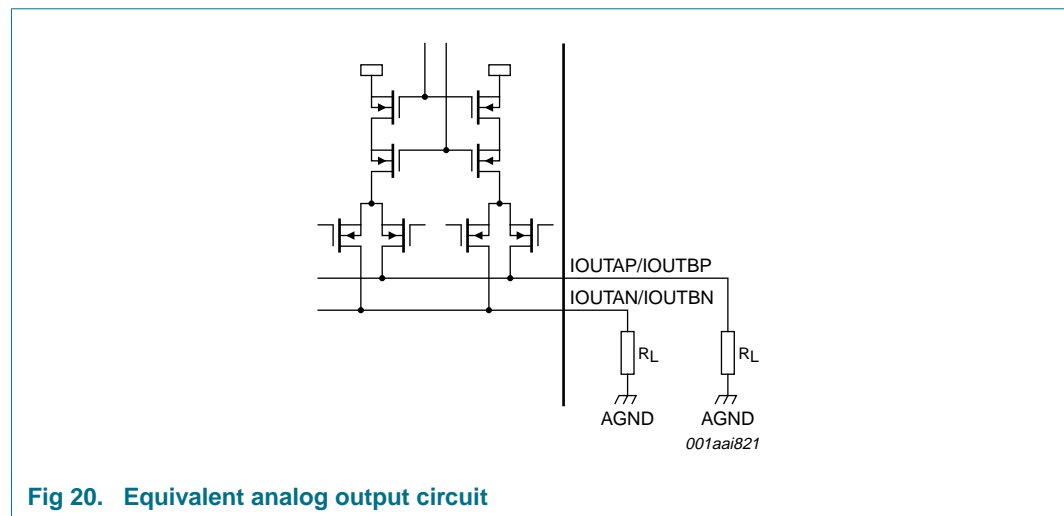 IOUTAP/IOUTBP
IOUTAN/IOUTBN
RL RL
AGND AGND
001aai821
Fig 20. Equivalent analog output circuit